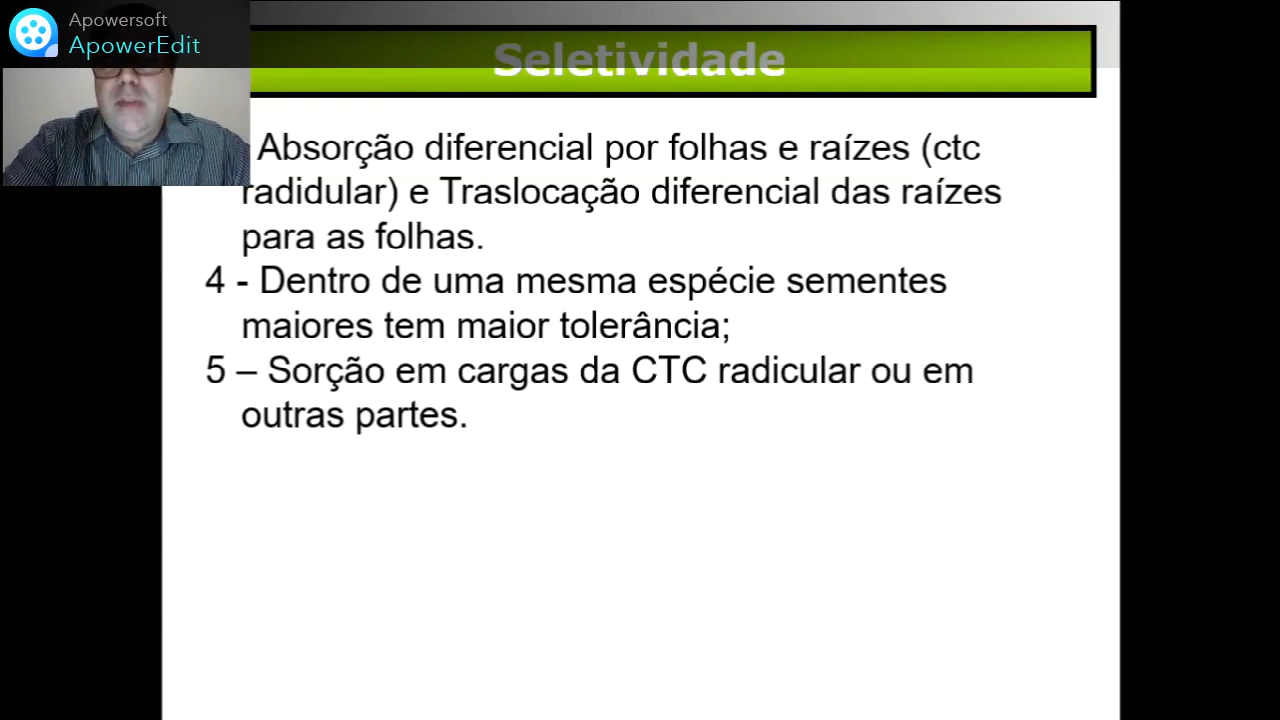 Apowersoft
ApowerEdit
Seletividade
Absorção diferencial por folhas e raízes (ctc
radidular) e Traslocação diferencial das raízes
para as folhas.
4 - Dentro de uma mesma espécie sementes
maiores tem maior tolerância;
5 – Sorção em cargas da CTC radicular ou em
outras partes.